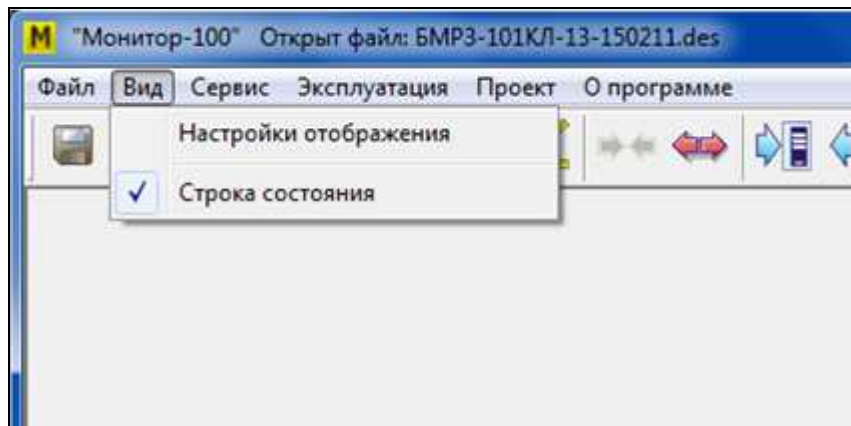 M "Монитор-100" Открыт файл: БМРЗ-101КЛ-13-150211.des
Файл Вид Сервис Эксплуатация Проект О программе
Настройки отображения
Строка состояния